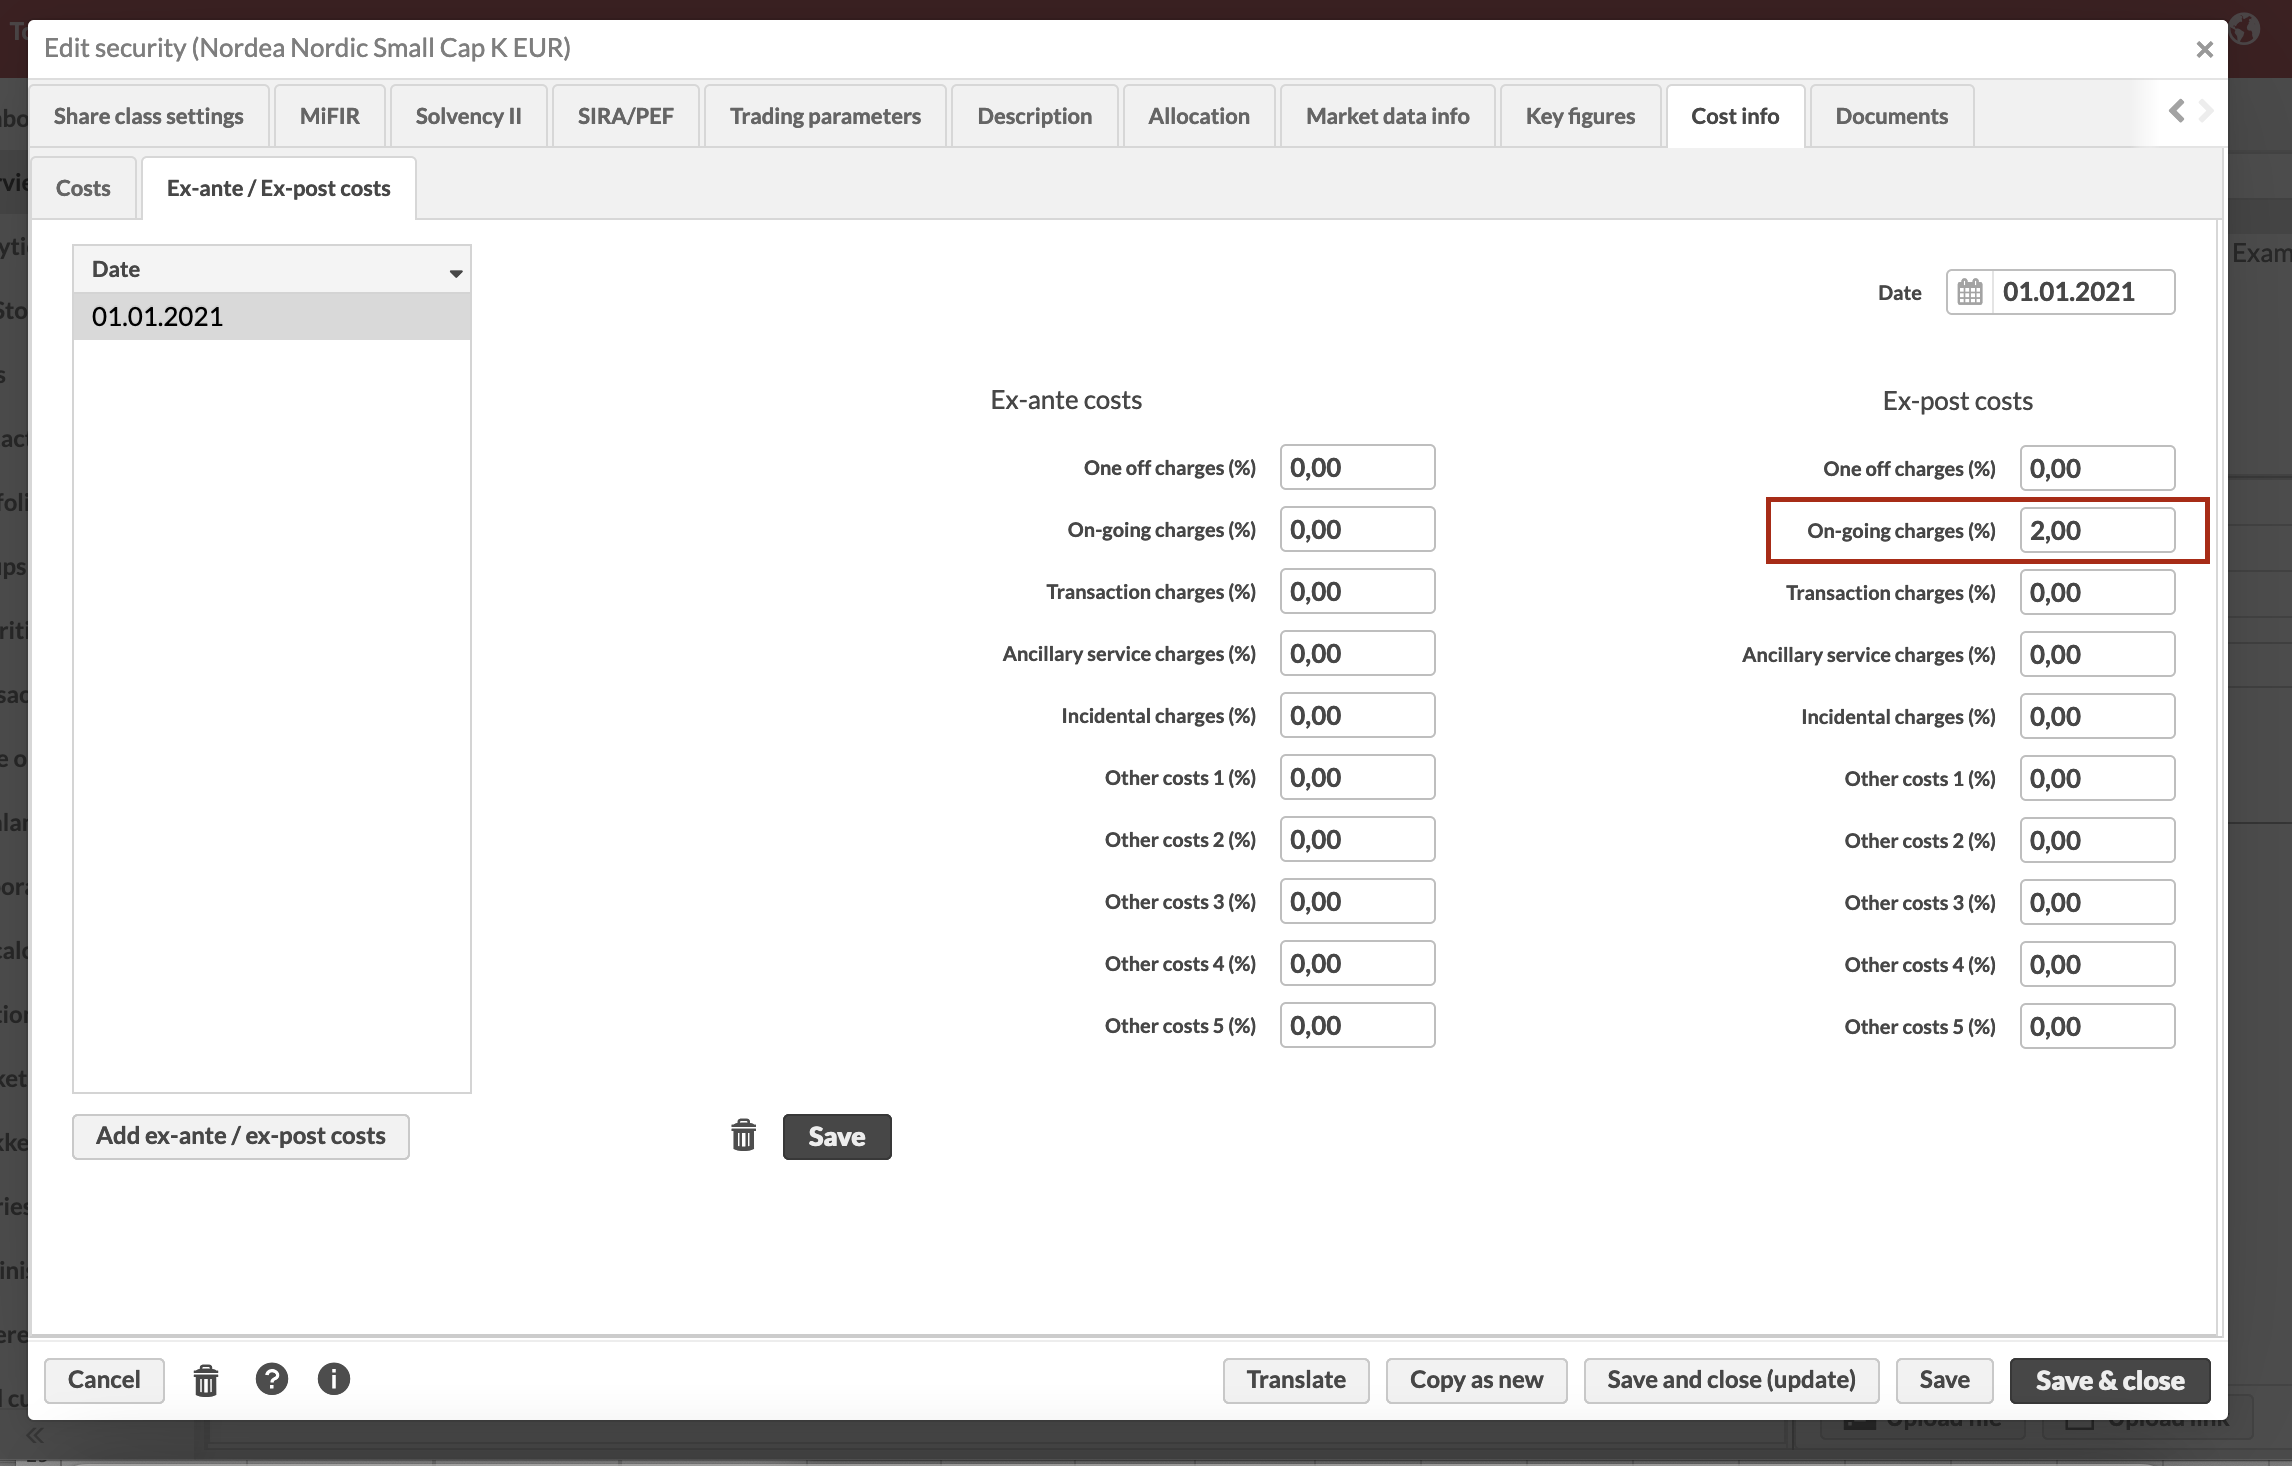 Edit security (Nordea Nordic Small Cap K EUR)
Share class settings MiFIR Solvency II SIRA/PEF Trading parameters Description Allocation Market data info Key figures Cost info Documents
Costs Ex-ante / Ex-post costs
Date
01.01.2021
Date 01.01.2021
Exam
Ex-ante costs
One off charges (%) 0,00
On-going charges (%) 0,00
Transaction charges (%) 0,00
Ancillary service charges (%) 0,00
Incidental charges (%) 0,00
Other costs 1 (%) 0,00
Other costs 2 (%) 0,00
Other costs 3 (%) 0,00
Other costs 4 (%) 0,00
Other costs 5 (%) 0,00
Ex-post costs
One off charges (%) 0,00
On-going charges (%) 2,00
Transaction charges (%) 0,00
Ancillary service charges (%) 0,00
Incidental charges (%) 0,00
Other costs 1 (%) 0,00
Other costs 2 (%) 0,00
Other costs 3 (%) 0,00
Other costs 4 (%) 0,00
Other costs 5 (%) 0,00
Add ex-ante / ex-post costs Save
Cancel Translate Copy as new Save and close (update) Save Save & close
Upload file Upload link